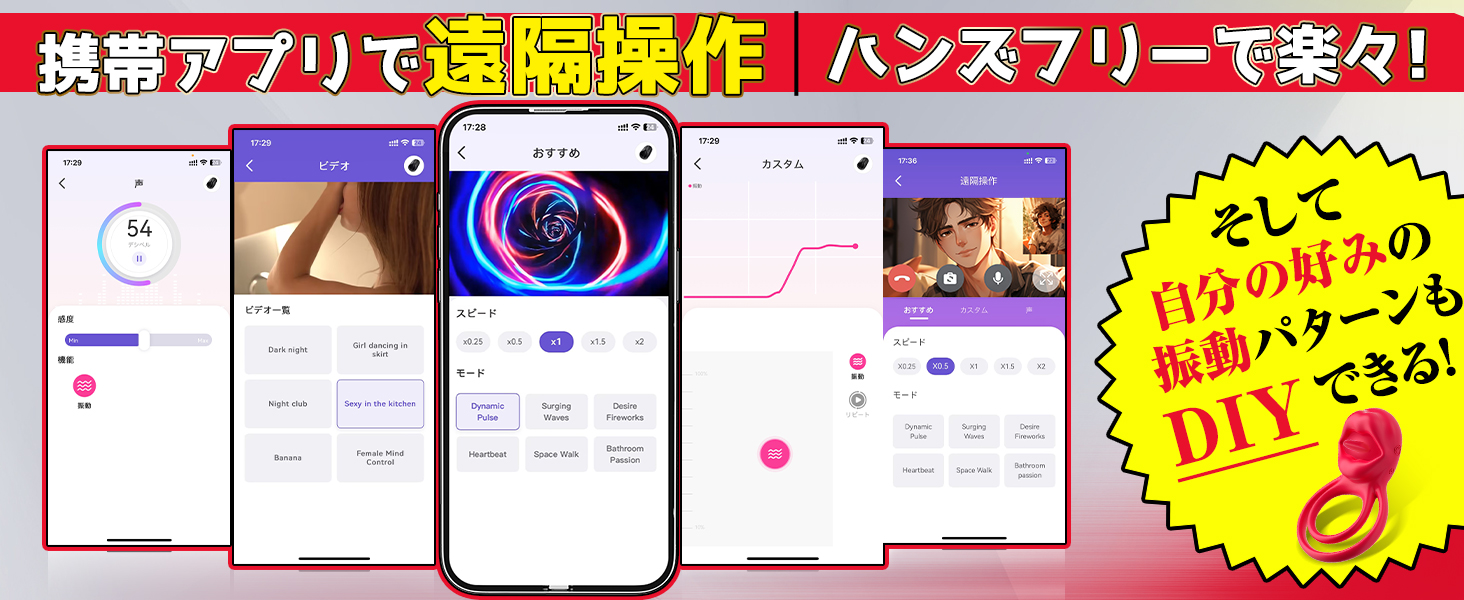 携帯アプリで遠隔操作
ハンズフリーで楽々!
17:29
声
54
デシベル
感度
Min
Max
機能
振動
17:29
ビデオ
ビデオ一覧
Dark night
Girl dancing in
skirt
Night club
Sexy in the kitchen
Banana
Female Mind
Control
17:28
24
おすすめ
スピード
x0.25
x0.5
x1
x1.5
x2
モード
Dynamic
Pulse
Surging
Waves
Desire
Fireworks
Heartbeat
Space Walk
Bathroom
Passion
17:29
カスタム
振動
100%
振動
リピート
17:36
遠隔操作
おすすめ
カスタム
声
スピード
X0.25
X0.5
X1
X1.5
X2
モード
Dynamic
Pulse
Surging
Waves
Desire
Fireworks
Heartbeat
Space Walk
Bathroom
passion
そして
自分の好みの
振動パターンも
DIYできる!